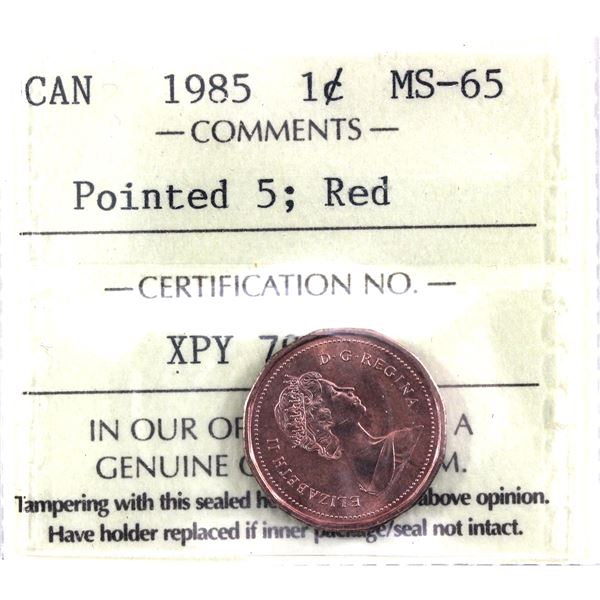 CAN 1985 1¢ MS-65
— COMMENTS —
Pointed 5; Red
— CERTIFICATION NO. —
XPY
D·G·REGINA
ELIZABETH II
IN OUR A
GENUINE
Tampering with this sealed above opinion.
Have holder replaced if inner package/seal not intact.